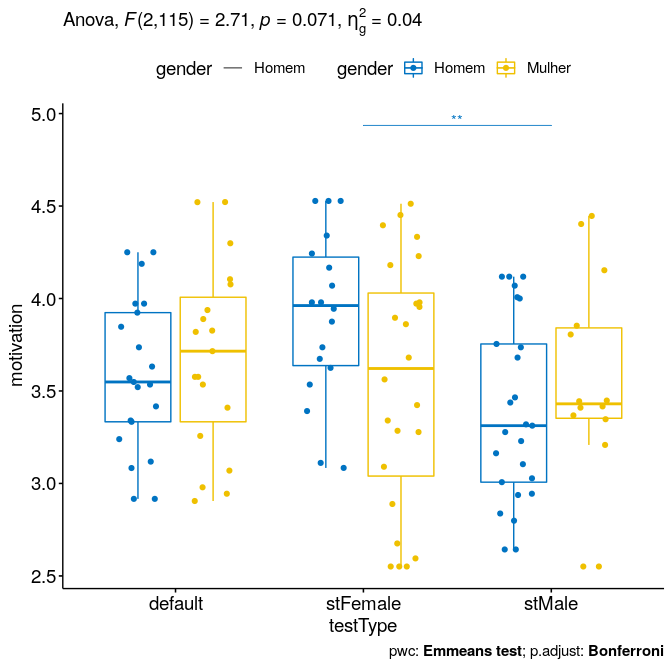 Anova, F(2,115) = 2.71, p = 0.071, η²g = 0.04
gender Homem gender Homem Mulher
5.0
**
4.5
4.0
3.5
3.0
2.5
motivation
default stFemale stMale
testType
pwc: Emmeans test; p.adjust: Bonferroni